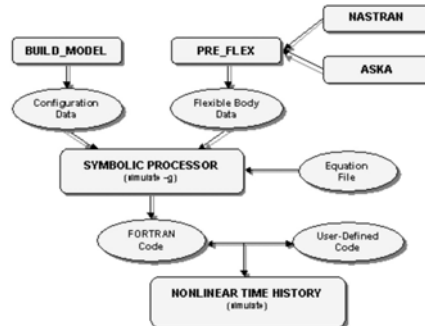 NASTRAN
BUILD_MODEL
PRE_FLEX
ASKA
Configuration
Data
Flexible Body
Data
SYMBOLIC PROCESSOR
(simulate -g)
Equation
File
FORTRAN
Code
User-Defined
Code
NONLINEAR TIME HISTORY
(simulate)